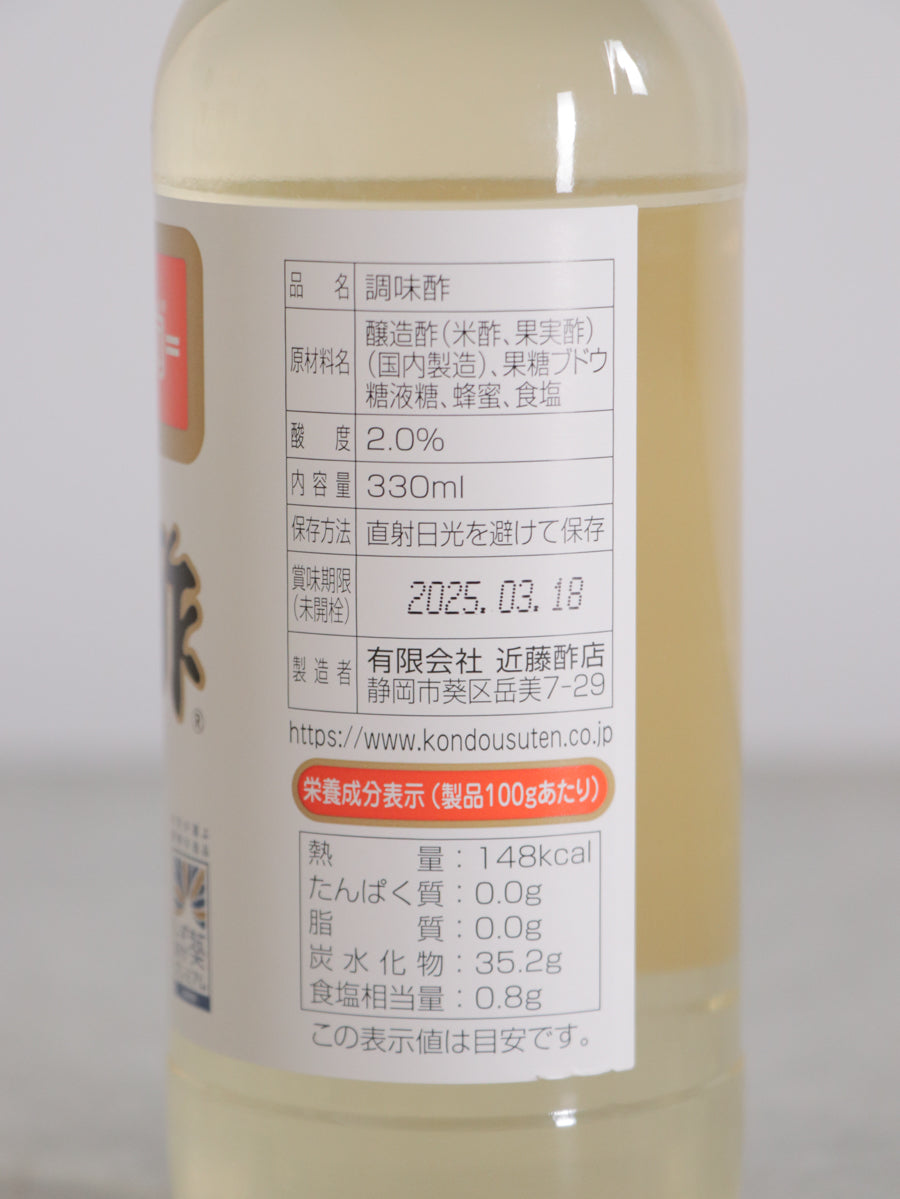 品名 調味酢
原材料名 醸造酢(米酢、果実酢)
(国内製造)、果糖ブドウ
糖液糖、蜂蜜、食塩
酸度 2.0%
内容量 330ml
保存方法 直射日光を避けて保存
賞味期限
(未開栓) 2025.03.18
製造者 有限会社 近藤酢店
静岡市葵区岳美7-29
https://www.kondousuten.co.jp
栄養成分表示(製品100gあたり)
熱量:148kcal
たんぱく質:0.0g
脂質:0.0g
炭水化物:35.2g
食塩相当量:0.8g
この表示値は目安です。
酢®